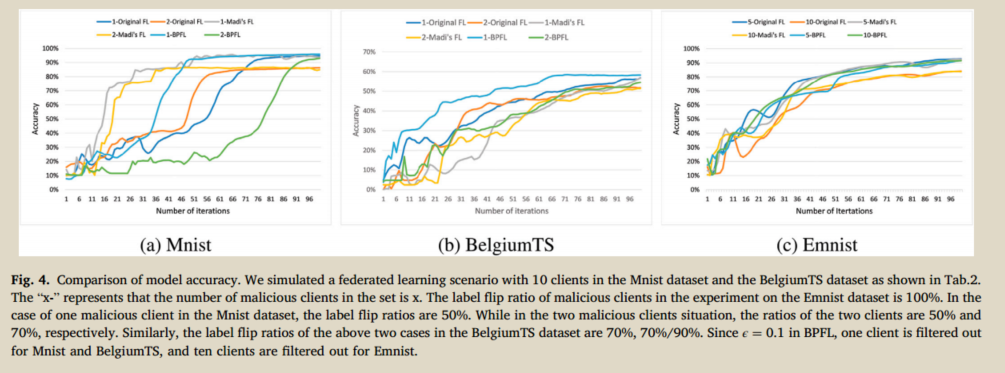 1-Original FL 2-Original FL 1-Madi's FL
2-Madi's FL 1-BPFL 2-BPFL
100%
90%
80%
70%
60%
50%
40%
30%
20%
10%
0%
Accuracy
1 6 11 16 21 26 31 36 41 46 51 56 61 66 71 76 81 86 91 96
Number of iterations
(a) Mnist
1-Original FL 2-Original FL 1-Madi's FL
2-Madi's FL 1-BPFL 2-BPFL
70%
60%
50%
40%
30%
20%
10%
0%
Accuracy
1 6 11 16 21 26 31 36 41 46 51 56 61 66 71 76 81 86 91 96
Number of iterations
(b) BelgiumTS
5-Original FL 10-Original FL 5-Madi's FL
10-Madi's FL 5-BPFL 10-BPFL
100%
90%
80%
70%
60%
50%
40%
30%
20%
10%
0%
Accuracy
1 6 11 16 21 26 31 36 41 46 51 56 61 66 71 76 81 86 91 96
Number of Itertations
(c) Emnist
Fig. 4. Comparison of model accuracy. We simulated a federated learning scenario with 10 clients in the Mnist dataset and the BelgiumTS dataset as shown in Tab.2.
The “x-” represents that the number of malicious clients in the set is x. The label flip ratio of malicious clients in the experiment on the Emnist dataset is 100%. In the
case of one malicious client in the Mnist dataset, the label flip ratios are 50%. While in the two malicious clients situation, the ratios of the two clients are 50% and
70%, respectively. Similarly, the label flip ratios of the above two cases in the BelgiumTS dataset are 70%, 70%/90%. Since ϵ = 0.1 in BPFL, one client is filtered out
for Mnist and BelgiumTS, and ten clients are filtered out for Emnist.